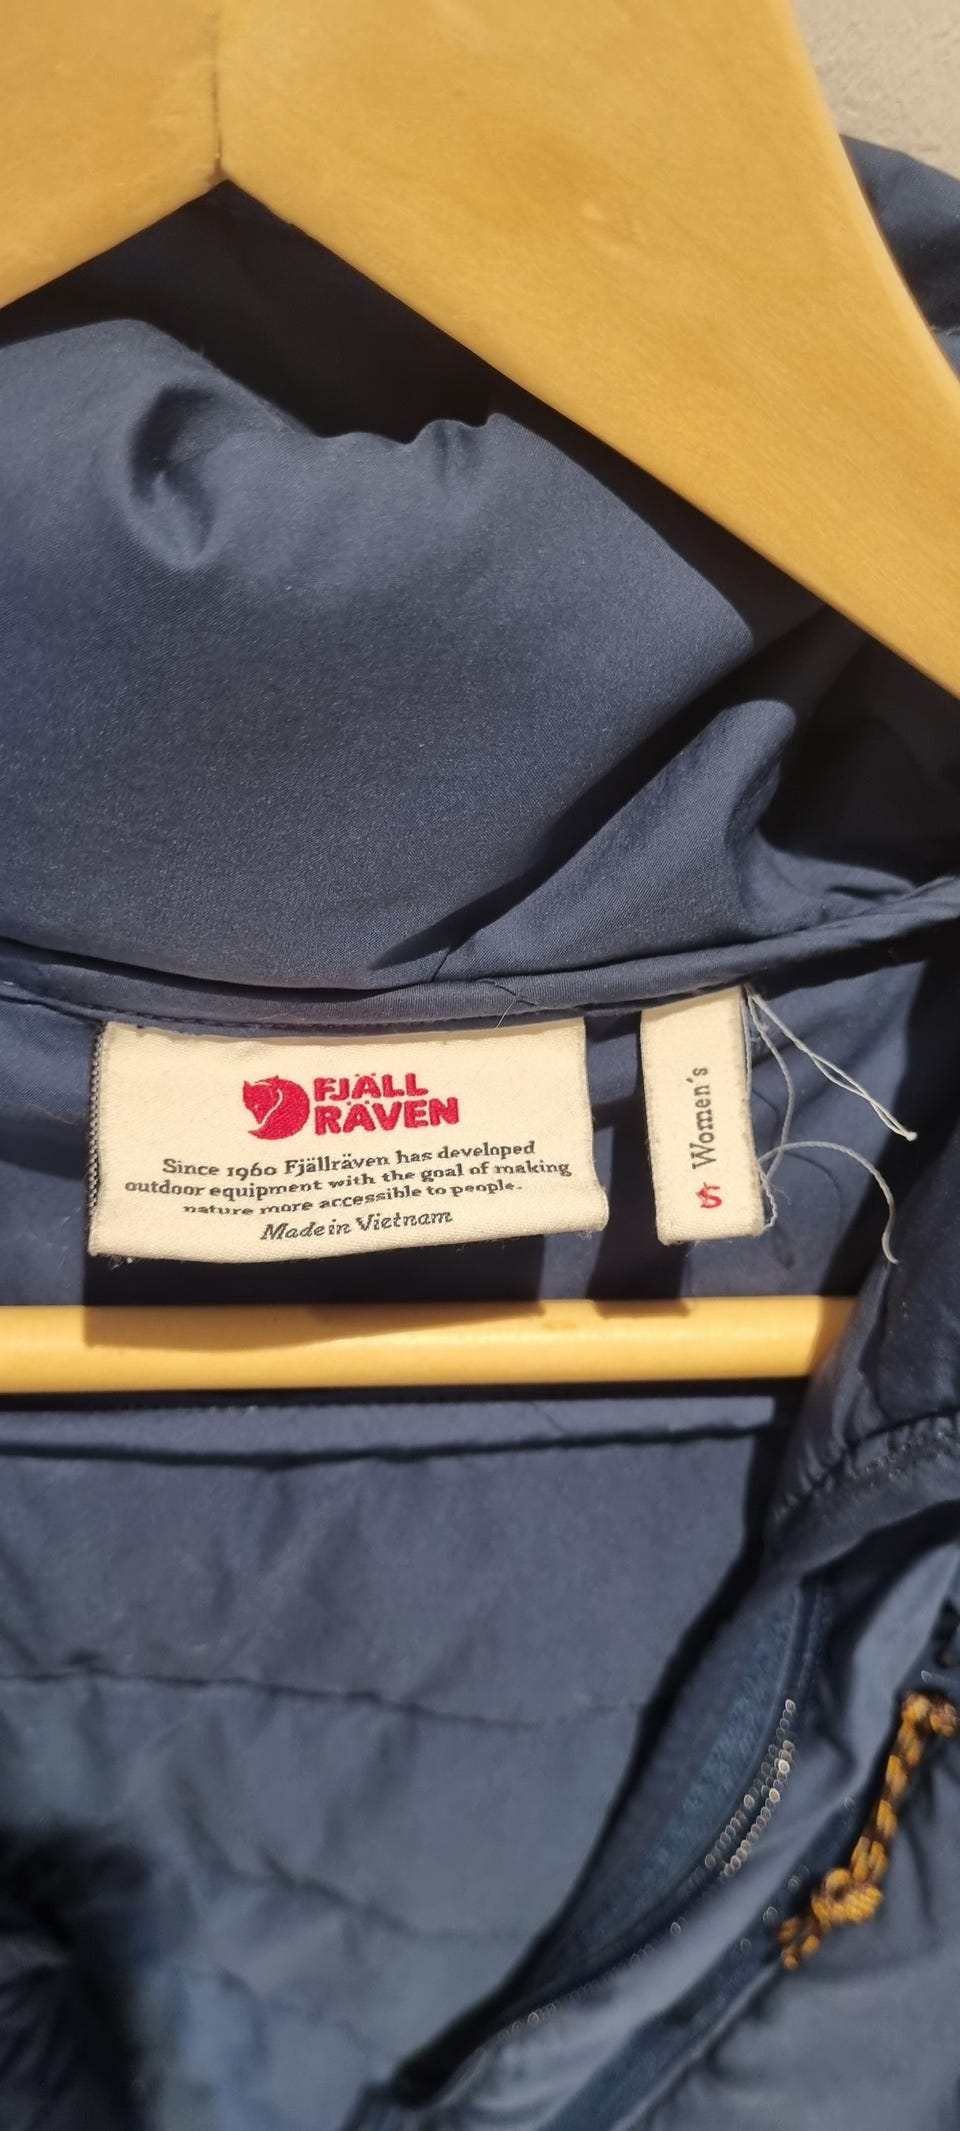 FJÄLL
RÄVEN
Since 1960 Fjällräven has developed
outdoor equipment with the goal of making
nature more accessible to people.
Made in Vietnam
Women's
S